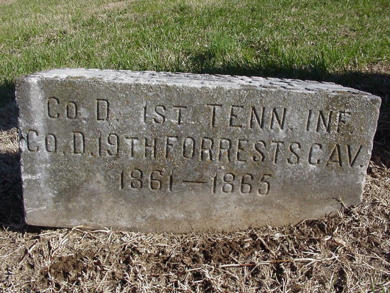 Co. D. 1ST. TENN. INF.
Co. D. 19TH FORRESTS CAV.
1861-1865